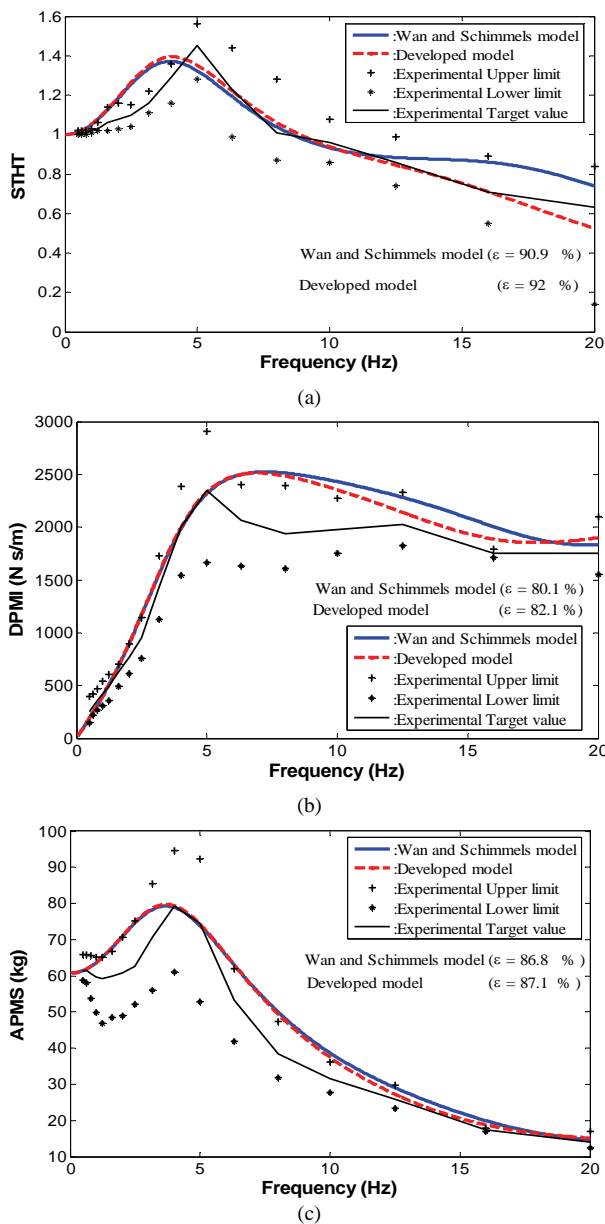 1.6
1.4
1.2
1
0.8
0.6
0.4
0.2
0
STHT
:Wan and Schimmels model
:Developed model
:Experimental Upper limit
:Experimental Lower limit
:Experimental Target value
Wan and Schimmels model (ε = 90.9 %)
Developed model (ε = 92 %)
0 5 10 15 20
Frequency (Hz)
(a)
3000
2500
2000
1500
1000
500
0
DPMI (N s/m)
Wan and Schimmels model (ε = 80.1 %)
Developed model (ε = 82.1 %)
:Wan and Schimmels model
:Developed model
:Experimental Upper limit
:Experimental Lower limit
:Experimental Target value
0 5 10 15 20
Frequency (Hz)
(b)
100
90
80
70
60
50
40
30
20
10
APMS (kg)
:Wan and Schimmels model
:Developed model
:Experimental Upper limit
:Experimental Lower limit
:Experimental Target value
Wan and Schimmels model (ε = 86.8 %)
Developed model (ε = 87.1 %)
0 5 10 15 20
Frequency (Hz)
(c)